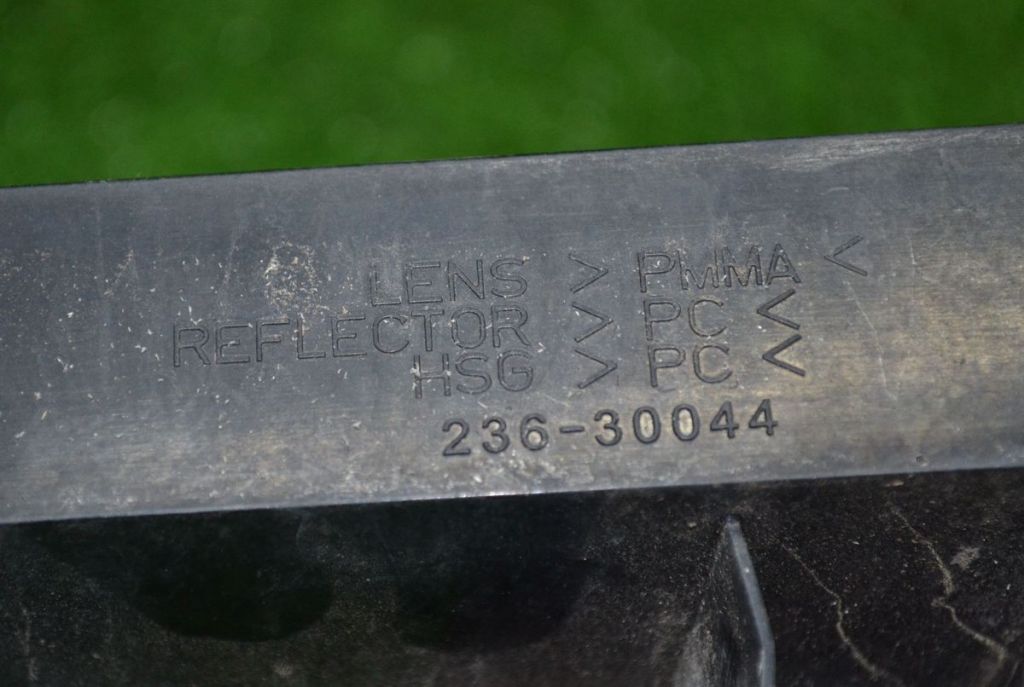 LENS > PMMA <
REFLECTOR > PC <
HSG > PC <
236-30044